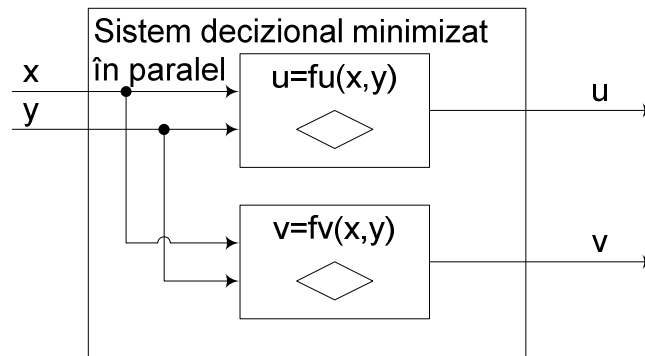 Sistem decizional minimizat
în paralel
x
u=fu(x,y)
u
y
v=fv(x,y)
v